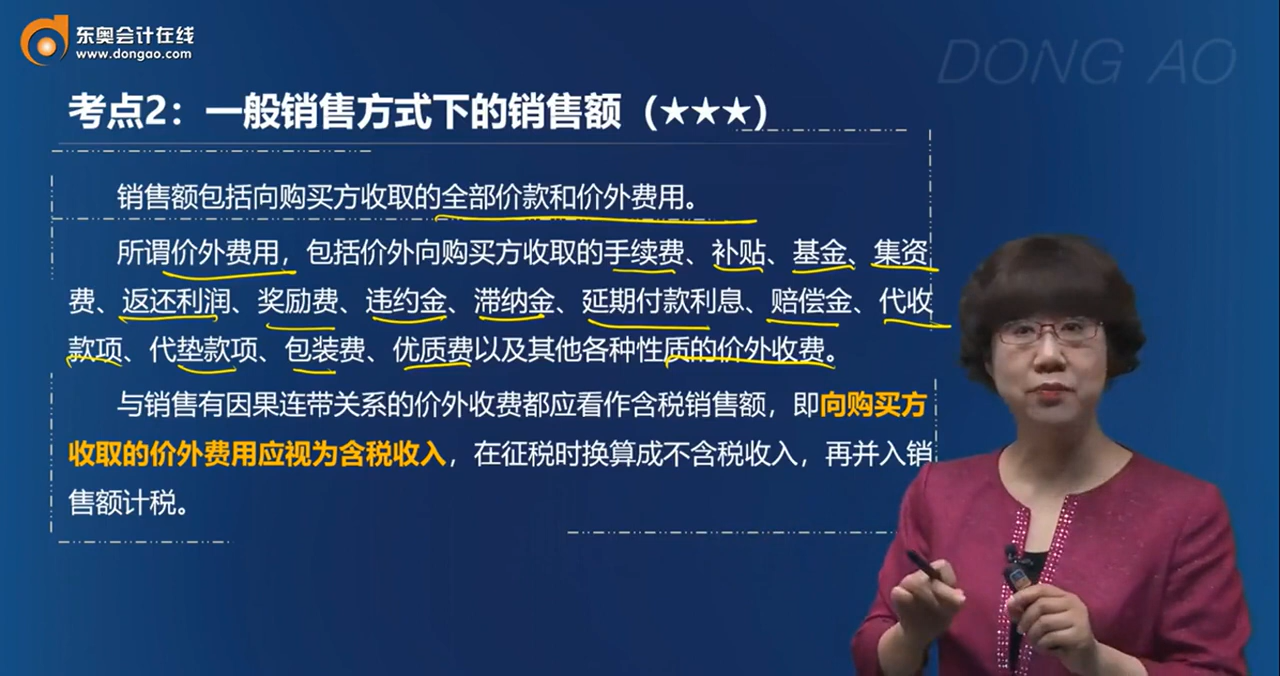 东奥会计在线
www.dongao.com
DONG AO
考点2：一般销售方式下的销售额（★★★）
销售额包括向购买方收取的全部价款和价外费用。
所谓价外费用，包括价外向购买方收取的手续费、补贴、基金、集资
费、返还利润、奖励费、违约金、滞纳金、延期付款利息、赔偿金、代收
款项、代垫款项、包装费、优质费以及其他各种性质的价外收费。
与销售有因果连带关系的价外收费都应看作含税销售额，即向购买方
收取的价外费用应视为含税收入，在征税时换算成不含税收入，再并入销
售额计税。